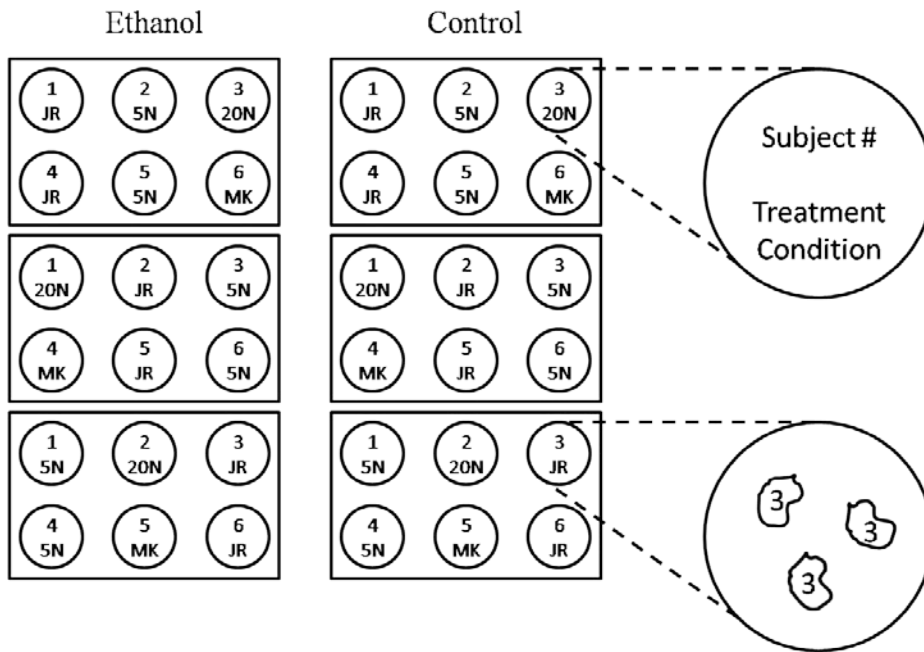 Ethanol Control
1 2 3 1 2 3
JR 5N 20N JR 5N 20N
4 5 6 4 5 6
JR 5N MK JR 5N MK
Subject #
Treatment
Condition
1 2 3 1 2 3
20N JR 5N 20N JR 5N
4 5 6 4 5 6
MK JR 5N MK JR 5N
1 2 3 1 2 3
5N 20N JR 5N 20N JR
4 5 6 4 5 6
5N MK JR 5N MK JR
3
3
3